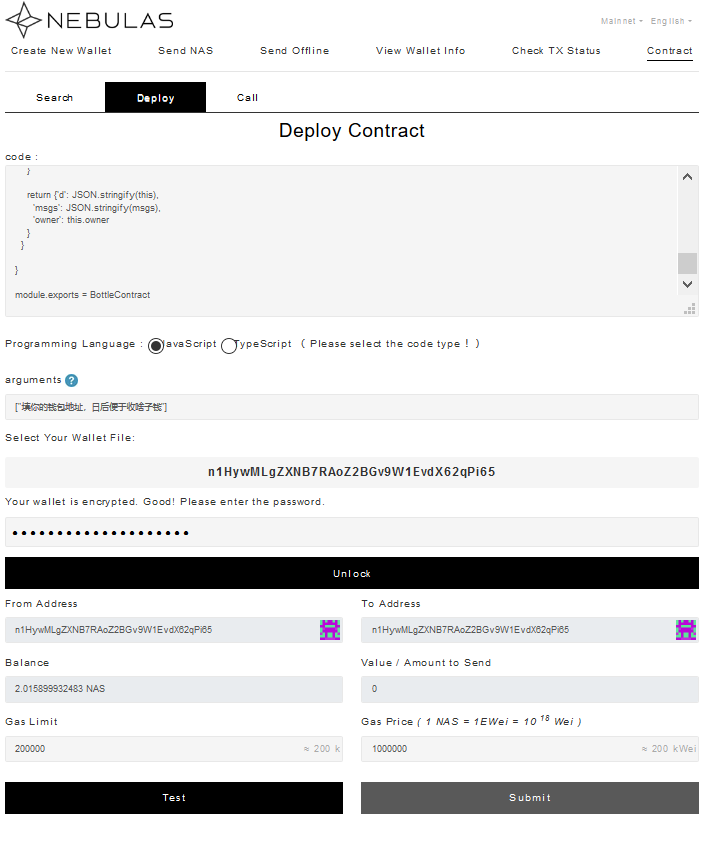 NEBULAS
Mainnet English
Create New Wallet Send NAS Send Offline View Wallet Info Check TX Status Contract
Search Deploy Call
Deploy Contract
code :
}
return {'d': JSON.stringify(this),
'msgs': JSON.stringify(msgs),
'owner': this.owner
}
}
}
module.exports = BottleContract
Programming Language : JavaScript TypeScript ( Please select the code type ! )
arguments ?
["填你的钱包地址，日后便于收啥子钱"]
Select Your Wallet File:
n1HywMLgZXNB7RAoZ2BGv9W1EvdX62qPi65
Your wallet is encrypted. Good! Please enter the password.
Unlock
From Address To Address
n1HywMLgZXNB7RAoZ2BGv9W1EvdX62qPi65 n1HywMLgZXNB7RAoZ2BGv9W1EvdX62qPi65
Balance Value / Amount to Send
2.015899932483 NAS 0
Gas Limit Gas Price ( 1 NAS = 1EWei = 10 18 Wei )
200000 ≈ 200 k 1000000 ≈ 200 kWei
Test Submit